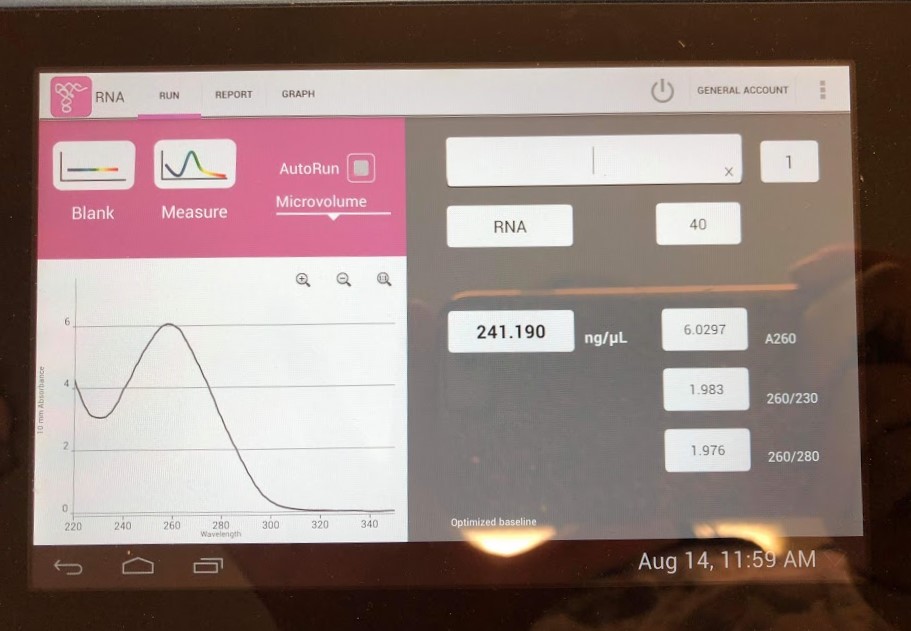 RNA RUN REPORT GRAPH GENERAL ACCOUNT
Blank
Measure
AutoRun
Microvolume
x
1
RNA
40
241.190 ng/µL
6.0297 A260
1.983 260/230
1.976 260/280
Optimized baseline
10 mm Absorbance
6
4
2
0
220 240 260 280 300 320 340
Wavelength
Aug 14, 11:59 AM